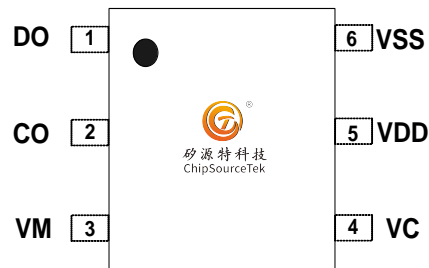 DO 1 6 VSS
®
CO 2 5 VDD
矽源特科技
ChipSourceTek
VM 3 4 VC